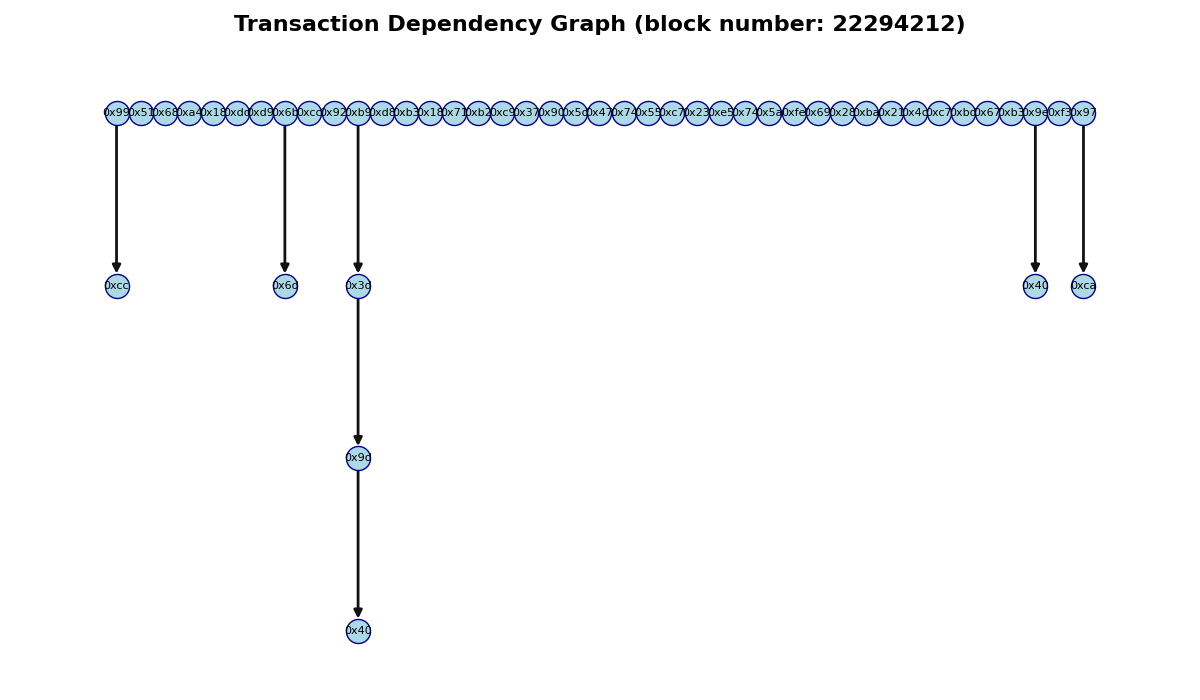 Transaction Dependency Graph (block number: 22294212)
0x99 0x51 0x68 0xa4 0x18 0xdd 0xd9 0x6b 0xcc 0x92 0xb9 0xd8 0xb3 0x18 0x71 0xb2 0xc9 0x37 0x90 0x5c 0x47 0x74 0x55 0xc7 0x23 0xe5 0x74 0x5a 0xfe 0x69 0x28 0xba 0x21 0x4c 0xc7 0xbd 0x67 0xb3 0x9e 0xf3 0x97
0xcc 0x6d 0x3d 0x40 0xca
0x9d
0x40